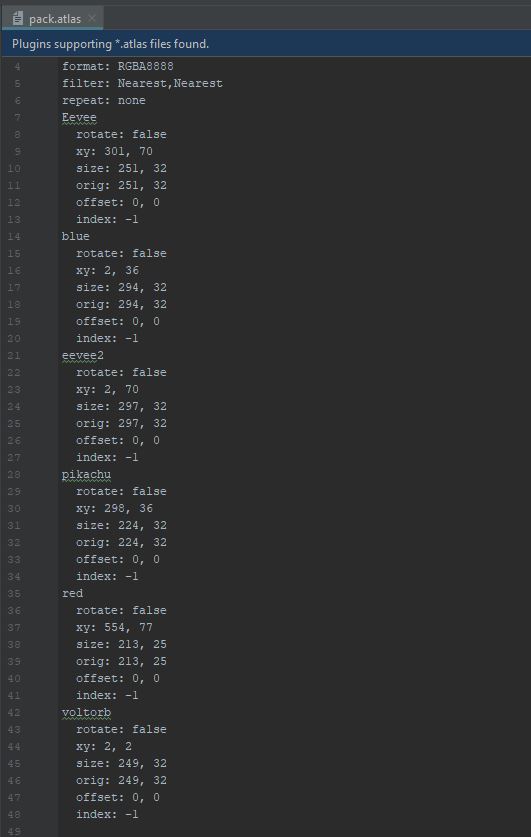 pack.atlas
Plugins supporting *.atlas files found.
4 format: RGBA8888
5 filter: Nearest,Nearest
6 repeat: none
7 Eevee
8 rotate: false
9 xy: 301, 70
10 size: 251, 32
11 orig: 251, 32
12 offset: 0, 0
13 index: -1
14 blue
15 rotate: false
16 xy: 2, 36
17 size: 294, 32
18 orig: 294, 32
19 offset: 0, 0
20 index: -1
21 eevee2
22 rotate: false
23 xy: 2, 70
24 size: 297, 32
25 orig: 297, 32
26 offset: 0, 0
27 index: -1
28 pikachu
29 rotate: false
30 xy: 298, 36
31 size: 224, 32
32 orig: 224, 32
33 offset: 0, 0
34 index: -1
35 red
36 rotate: false
37 xy: 554, 77
38 size: 213, 25
39 orig: 213, 25
40 offset: 0, 0
41 index: -1
42 voltorb
43 rotate: false
44 xy: 2, 2
45 size: 249, 32
46 orig: 249, 32
47 offset: 0, 0
48 index: -1
49